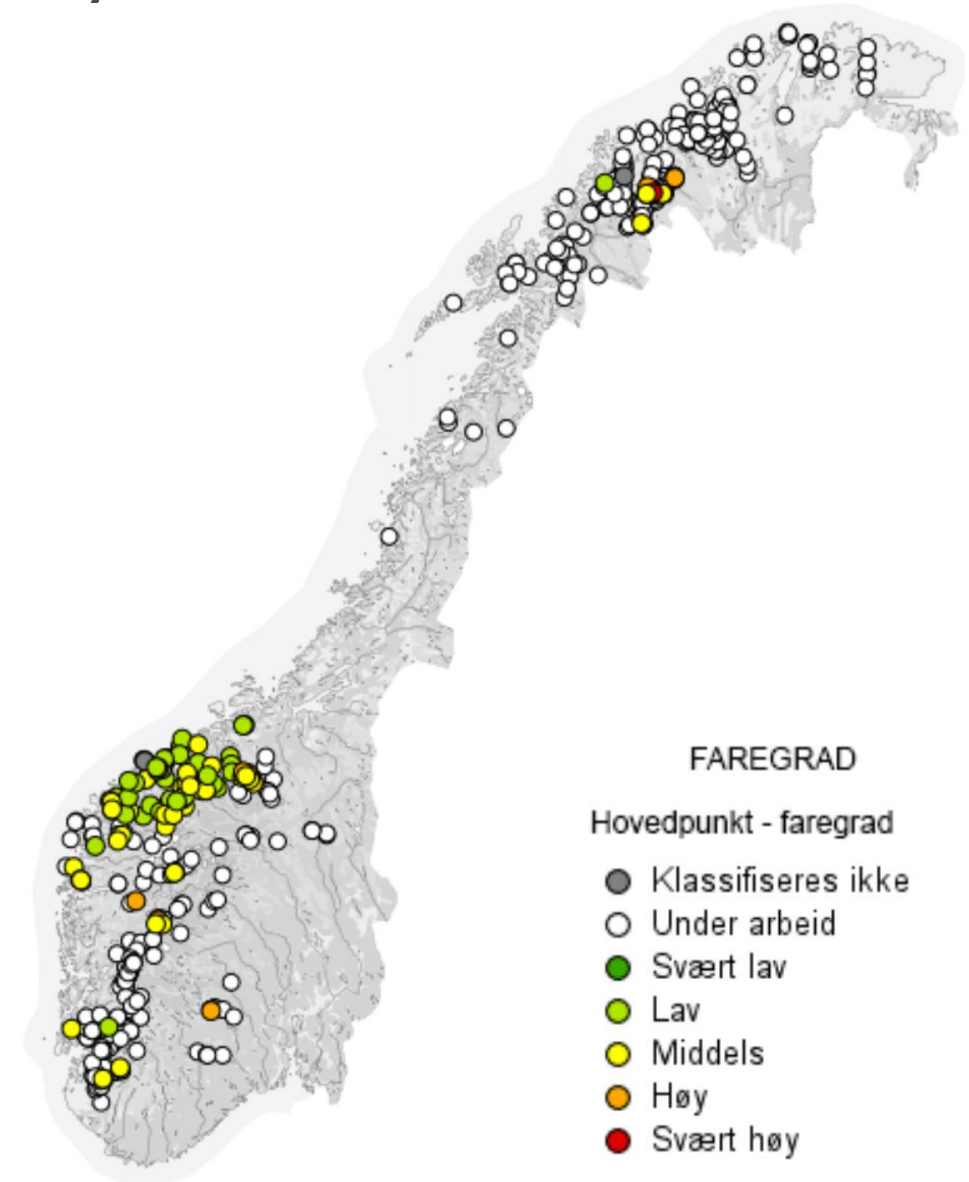 FAREGRAD
Hovedpunkt - faregrad
Klassifiseres ikke
Under arbeid
Svært lav
Lav
Middels
Høy
Svært høy